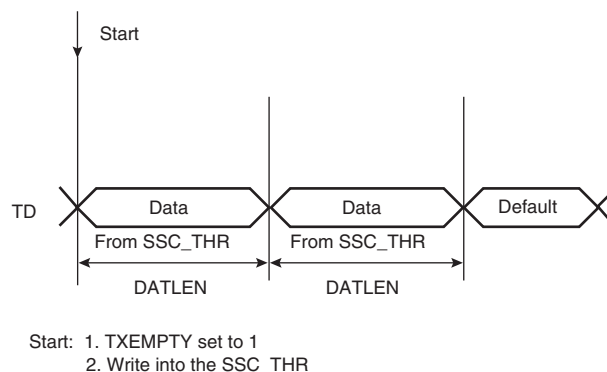 Start
TD
Data
Data
Default
From SSC_THR
From SSC_THR
DATLEN
DATLEN
Start: 1. TXEMPTY set to 1
2. Write into the SSC_THR